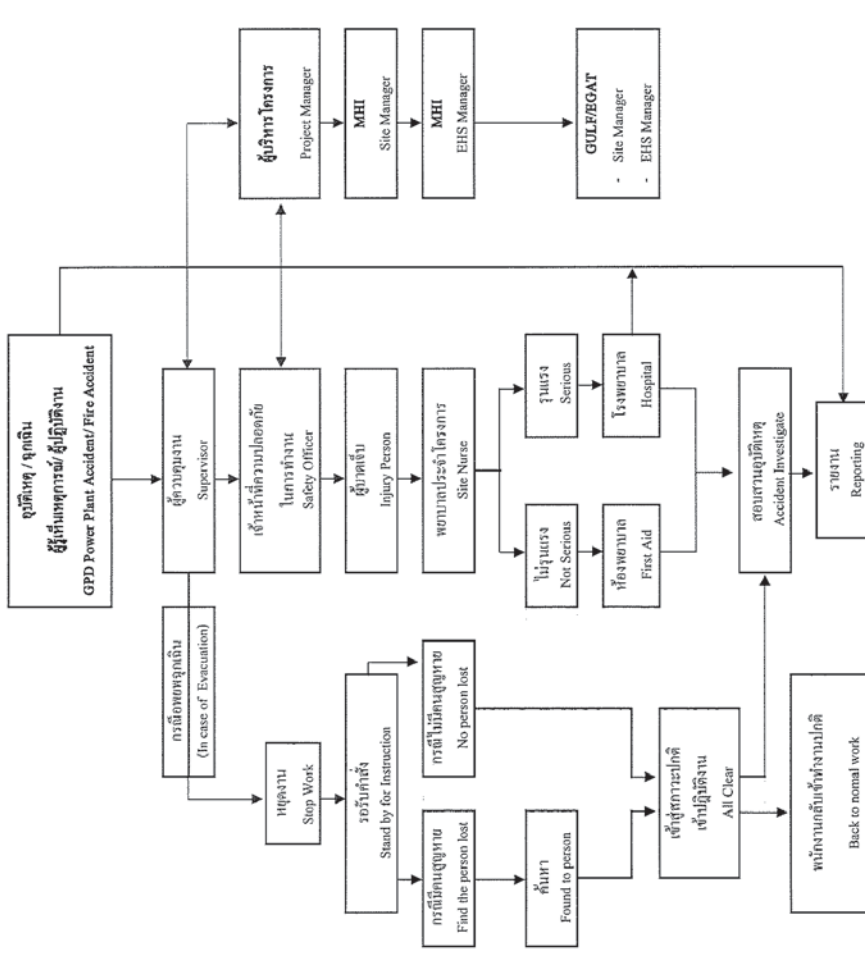 อุบัติเหตุ / ฉุกเฉิน
ผู้รู้เห็นเหตุการณ์/ ผู้ปฏิบัติงาน
GPD Power Plant Accident/ Fire Accident
ผู้ควบคุมงาน
Supervisor
เจ้าหน้าที่ความปลอดภัย
ในการทำงาน
Safety Officer
ผู้บาดเจ็บ
Injury Person
พยาบาลประจำโครงการ
Site Nurse
ไม่รุนแรง
Not Serious
รุนแรง
Serious
ห้องพยาบาล
First Aid
โรงพยาบาล
Hospital
สอบสวนอุบัติเหตุ
Accident Investigate
รายงาน
Reporting
ผู้บริหารโครงการ
Project Manager
MHI
Site Manager
MHI
EHS Manager
GULF/EGAT
- Site Manager
- EHS Manager
กรณีอพยพฉุกเฉิน
(In case of Evacuation)
หยุดงาน
Stop Work
รอรับคำสั่ง
Stand by for Instruction
กรณีมีคนสูญหาย
Find the person lost
กรณีไม่มีคนสูญหาย
No person lost
ค้นหา
Found to person
เข้าสู่สภาวะปกติ
เข้าปฏิบัติงาน
All Clear
พนักงานกลับเข้าทำงานปกติ
Back to nomal work